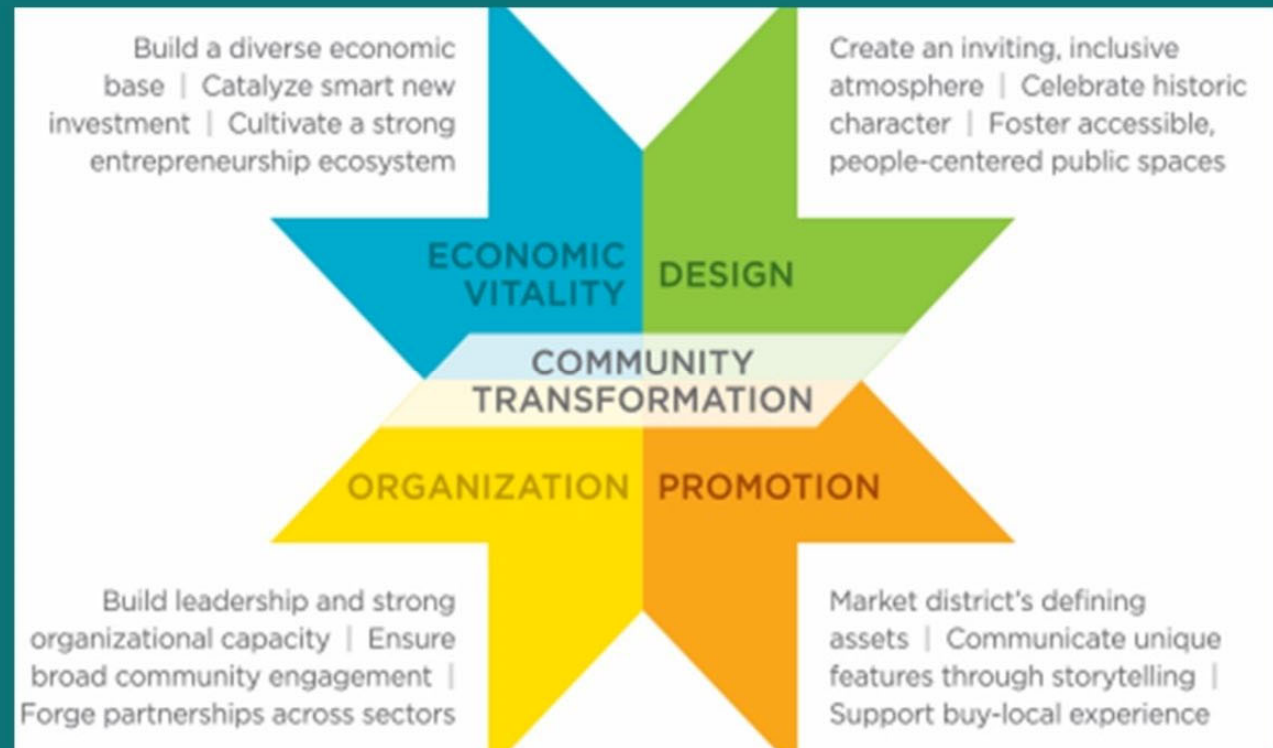 Build a diverse economic
base | Catalyze smart new
investment | Cultivate a strong
entrepreneurship ecosystem
Create an inviting, inclusive
atmosphere | Celebrate historic
character | Foster accessible,
people-centered public spaces
ECONOMIC
VITALITY
DESIGN
COMMUNITY
TRANSFORMATION
ORGANIZATION
PROMOTION
Build leadership and strong
organizational capacity | Ensure
broad community engagement |
Forge partnerships across sectors
Market district's defining
assets | Communicate unique
features through storytelling |
Support buy-local experience